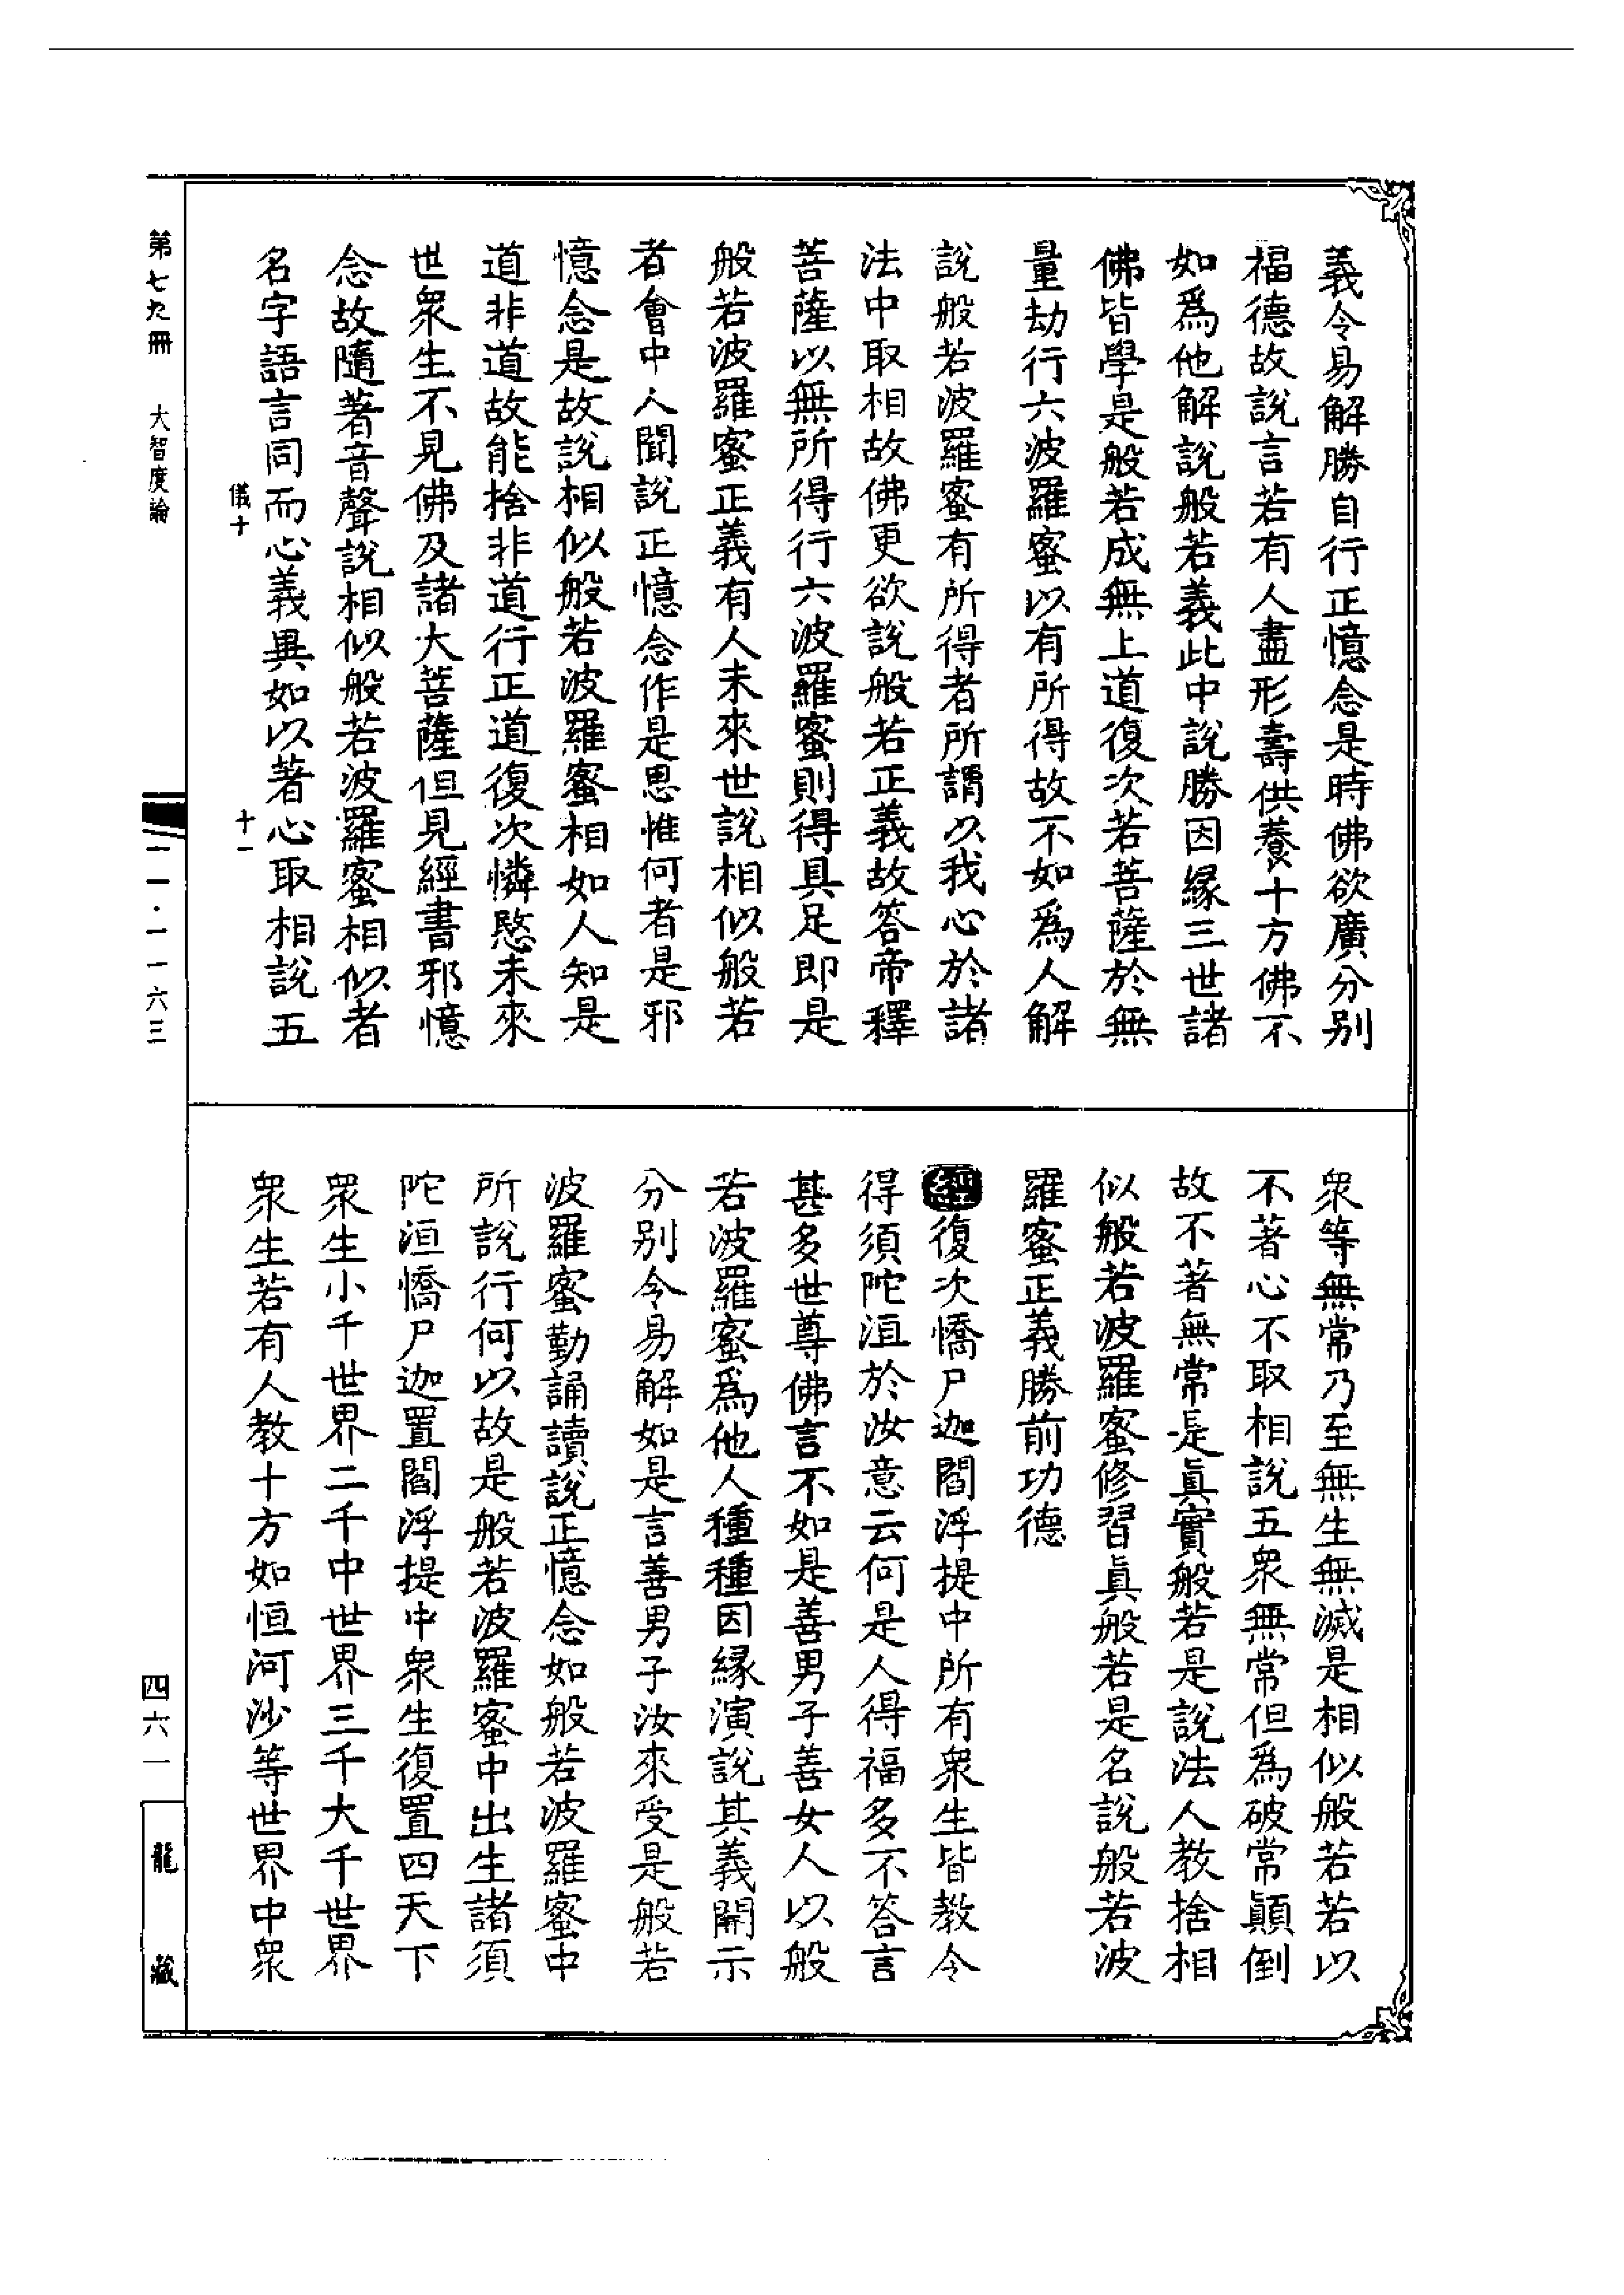 義令易解勝自行正憶念是時佛欲廣分別
福德故說言若有人盡形壽供養十方佛不
如爲他解說般若義此中說勝因緣三世諸
佛皆學是般若成無上道復次若菩薩於無
量劫行六波羅蜜以有所得故不如爲人解
說般若波羅蜜有所得者所謂以我心於諸
法中取相故佛更欲說般若正義故答帝釋
菩薩以無所得行六波羅蜜則得具足即是
般若波羅蜜正義有人未來世說相似般若
者會中人聞說正憶念作是思惟何者是邪
憶念是故說相似般若波羅蜜相如人知是
道非道故能捨非道行正道復次憐愍未來
世眾生不見佛及諸大菩薩但見經書邪憶
念故隨著音聲說相似般若波羅蜜相似者
名字語言同而心義異如以著心取相說五
儀十 十一
眾等無常乃至無生無滅是相似般若若以
不著心不取相說五眾無常但爲破常顛倒
故不著無常是眞實般若是說法人教捨相
似般若波羅蜜修習眞般若是名說般若波
羅蜜正義勝前功德
經復次憍尸迦閻浮提中所有眾生皆教令
得須陀洹於汝意云何是人得福多不答言
甚多世尊佛言不如是善男子善女人以般
若波羅蜜爲他人種種因緣演說其義開示
分別令易解如是言善男子汝來受是般若
波羅蜜勤誦讀說正憶念如般若波羅蜜中
所說行何以故是般若波羅蜜中出生諸須
陀洹憍尸迦置閻浮提中眾生復置四天下
眾生小千世界二千中世界三千大千世界
眾生若有人教十方如恒河沙等世界中眾
第七九冊 大智度論
一一·一一六三
四六一
龍藏